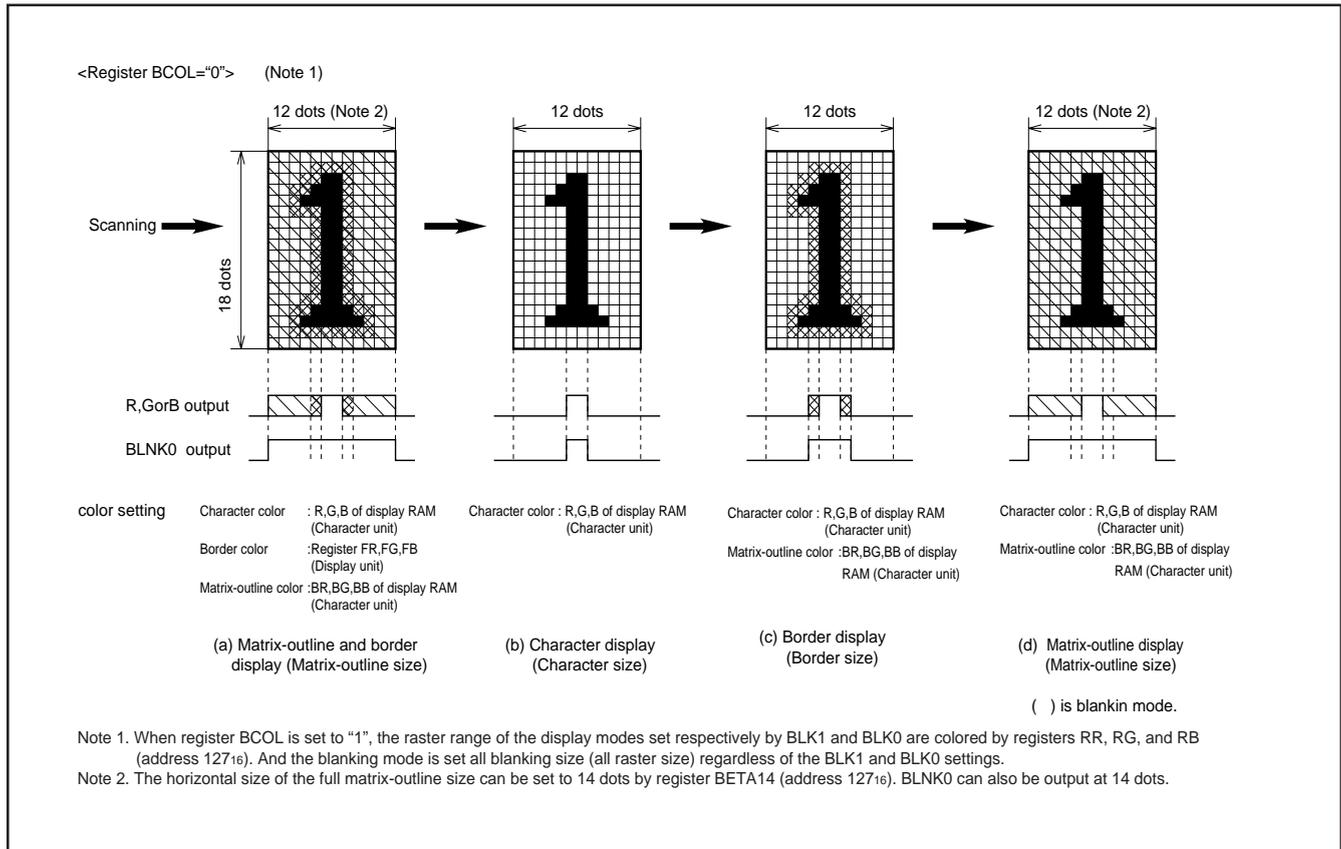 <Register BCOL=“0”> (Note 1)
12 dots (Note 2)
12 dots
12 dots
12 dots (Note 2)
Scanning
18 dots
R,GorB output
BLNK0 output
color setting
Character color : R,G,B of display RAM
(Character unit)
Border color :Register FR,FG,FB
(Display unit)
Matrix-outline color :BR,BG,BB of display RAM
(Character unit)
Character color : R,G,B of display RAM
(Character unit)
Character color : R,G,B of display RAM
(Character unit)
Matrix-outline color :BR,BG,BB of display
RAM (Character unit)
Character color : R,G,B of display RAM
(Character unit)
Matrix-outline color :BR,BG,BB of display
RAM (Character unit)
(a) Matrix-outline and border
display (Matrix-outline size)
(b) Character display
(Character size)
(c) Border display
(Border size)
(d) Matrix-outline display
(Matrix-outline size)
( ) is blankin mode.
Note 1. When register BCOL is set to “1”, the raster range of the display modes set respectively by BLK1 and BLK0 are colored by registers RR, RG, and RB
(address 12716). And the blanking mode is set all blanking size (all raster size) regardless of the BLK1 and BLK0 settings.
Note 2. The horizontal size of the full matrix-outline size can be set to 14 dots by register BETA14 (address 12716). BLNK0 can also be output at 14 dots.